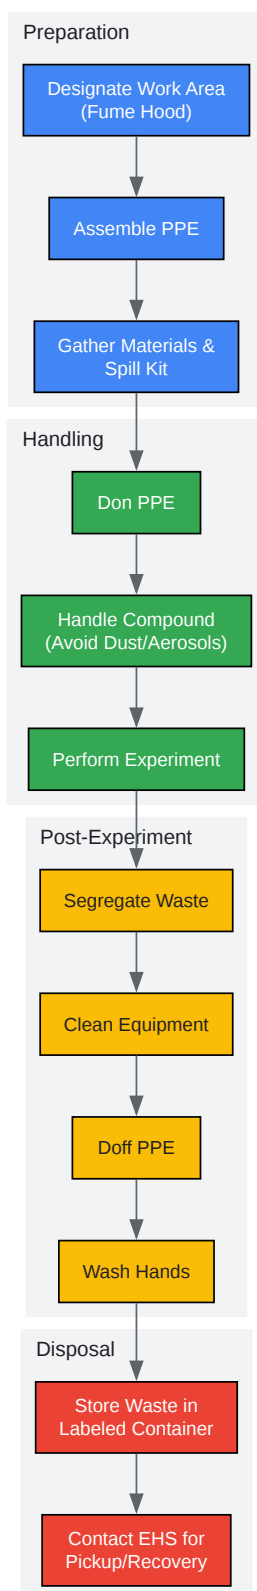 Preparation
Designate Work Area
(Fume Hood)
Assemble PPE
Gather Materials &
Spill Kit
Handling
Don PPE
Handle Compound
(Avoid Dust/Aerosols)
Perform Experiment
Post-Experiment
Segregate Waste
Clean Equipment
Doff PPE
Wash Hands
Disposal
Store Waste in
Labeled Container
Contact EHS for
Pickup/Recovery